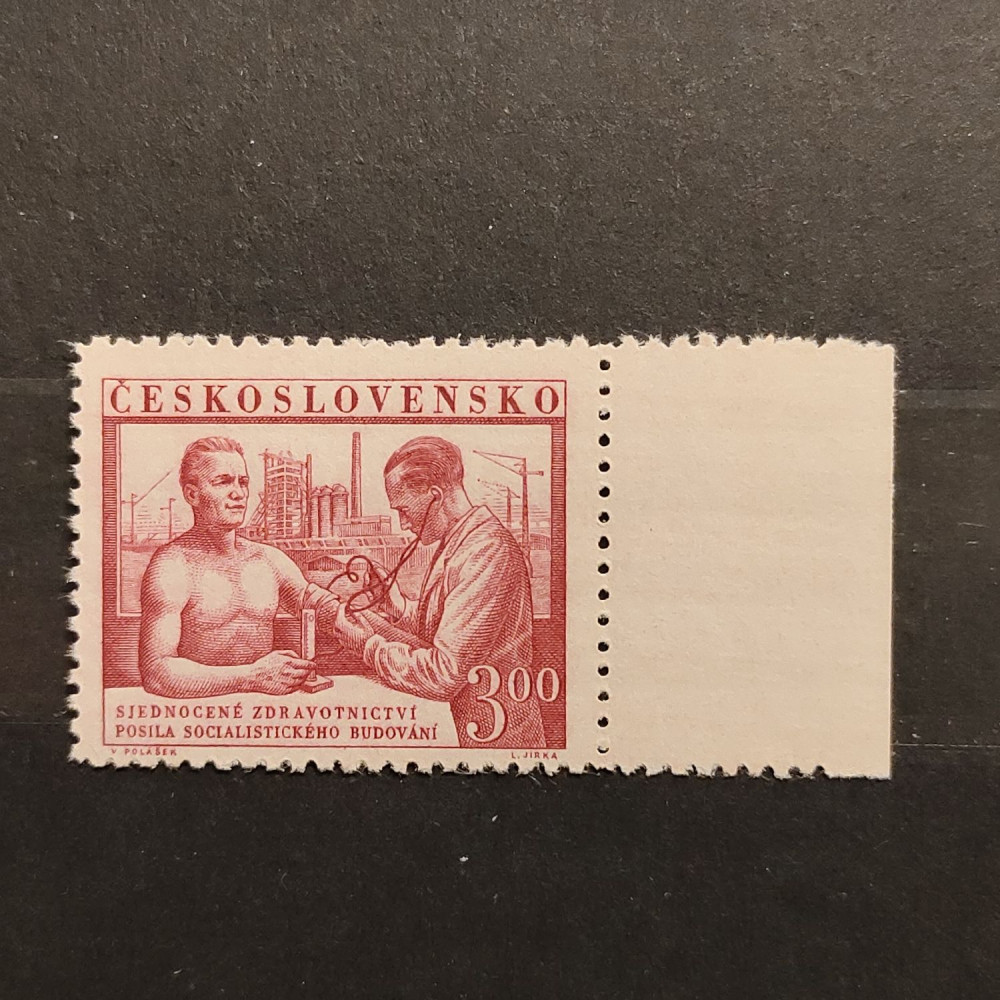 ČESKOSLOVENSKO
3.00
SJEDNOCENÉ ZDRAVOTNICTVÍ
POSILA SOCIALISTICKÉHO BUDOVÁNÍ
V POLÁŠEK
L. JIRKA